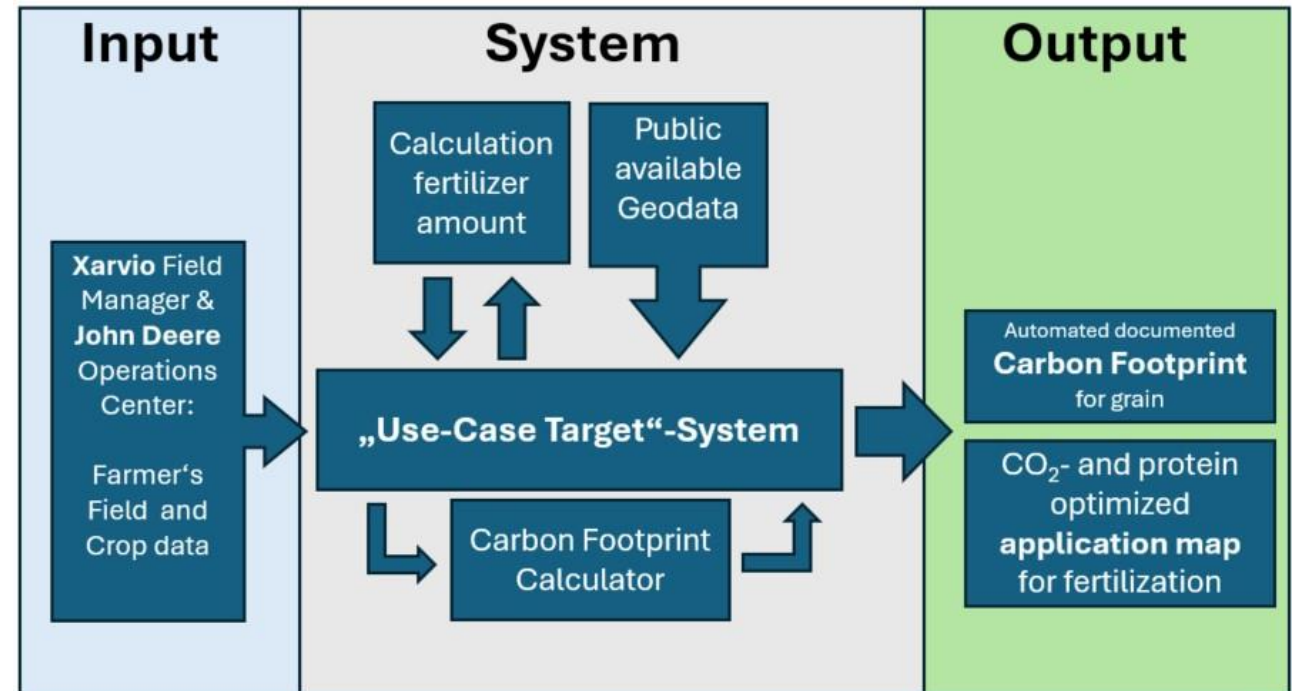 Input
System
Output
Xarvio Field
Manager &
John Deere
Operations
Center:
Farmer‘s
Field and
Crop data
Calculation
fertilizer
amount
Public
available
Geodata
„Use-Case Target“-System
Carbon Footprint
Calculator
Automated documented
Carbon Footprint
for grain
CO₂- and protein
optimized
application map
for fertilization